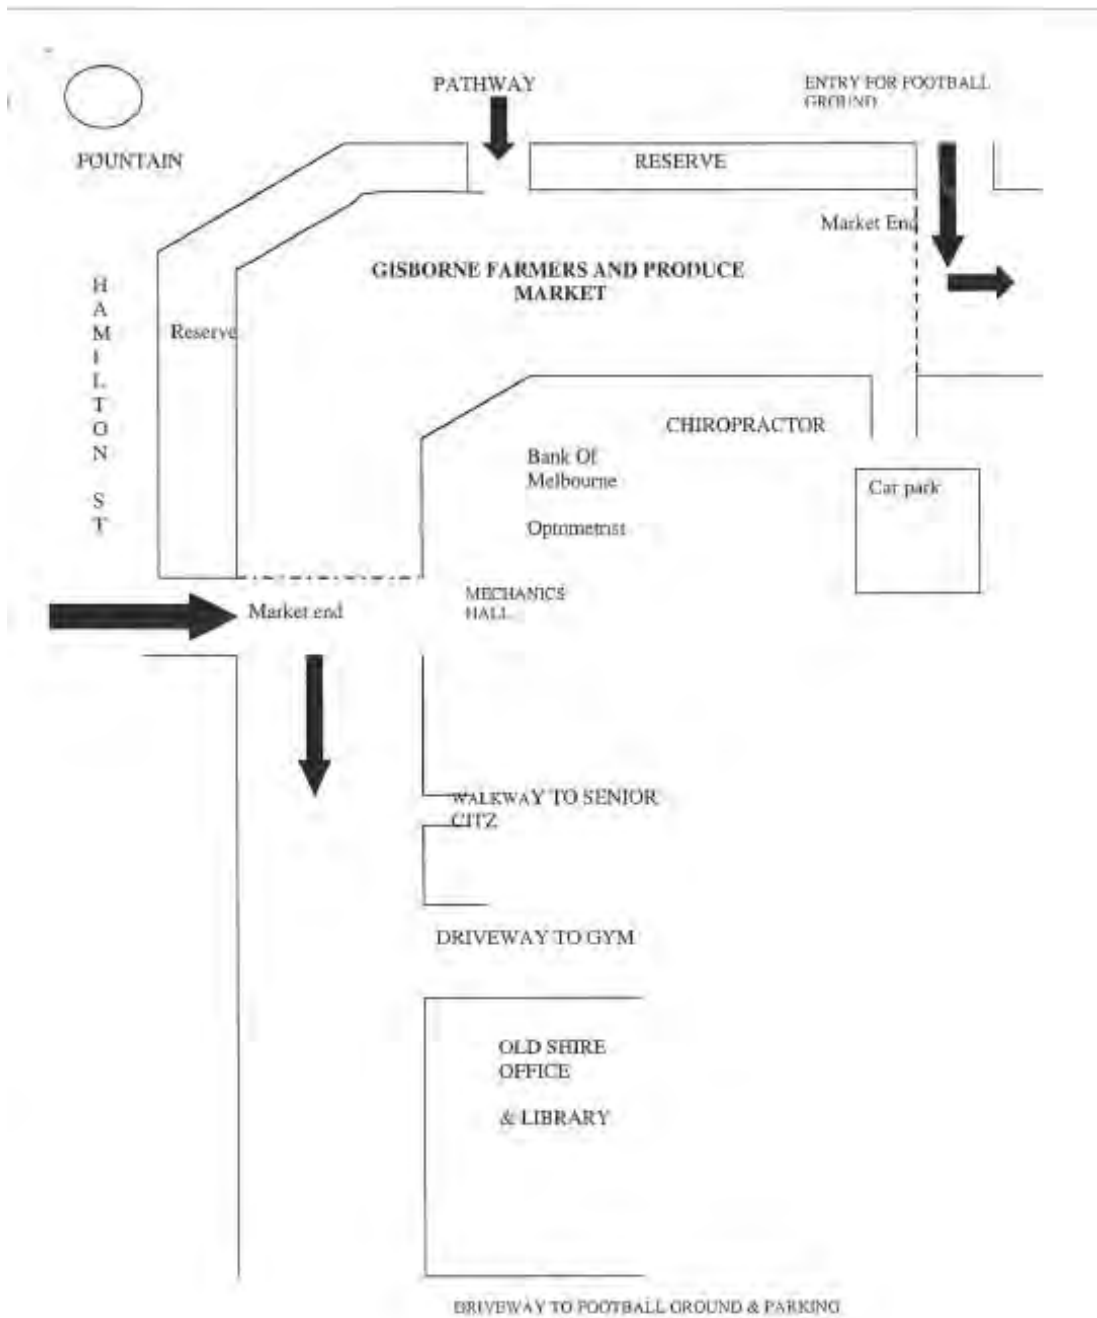 PATHWAY
ENTRY FOR FOOTBALL
GROUND
FOUNTAIN
RESERVE
Market End
GISBORNE FARMERS AND PRODUCE
MARKET
HAMILTON ST
Reserve
CHIROPRACTOR
Bank Of
Melbourne
Car park
Optometrist
MECHANICS
HALL
Market end
WALKWAY TO SENIOR
CITZ
DRIVEWAY TO GYM
OLD SHIRE
OFFICE
& LIBRARY
DRIVEWAY TO FOOTBALL GROUND & PARKING